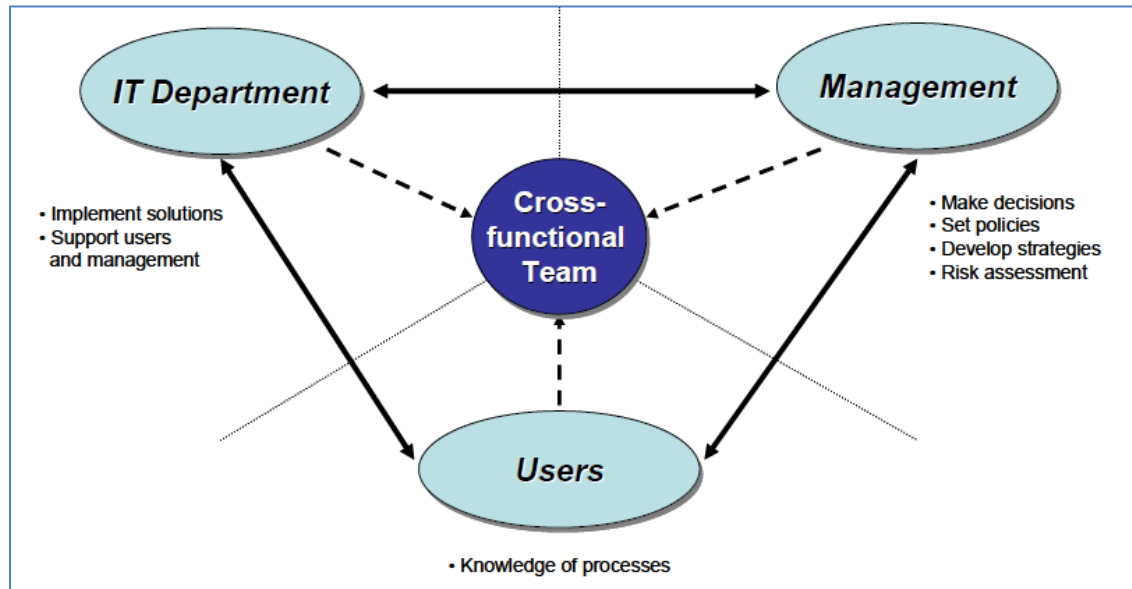 IT Department
Management
Cross-
functional
Team
• Implement solutions
• Support users
and management
• Make decisions
• Set policies
• Develop strategies
• Risk assessment
Users
• Knowledge of processes